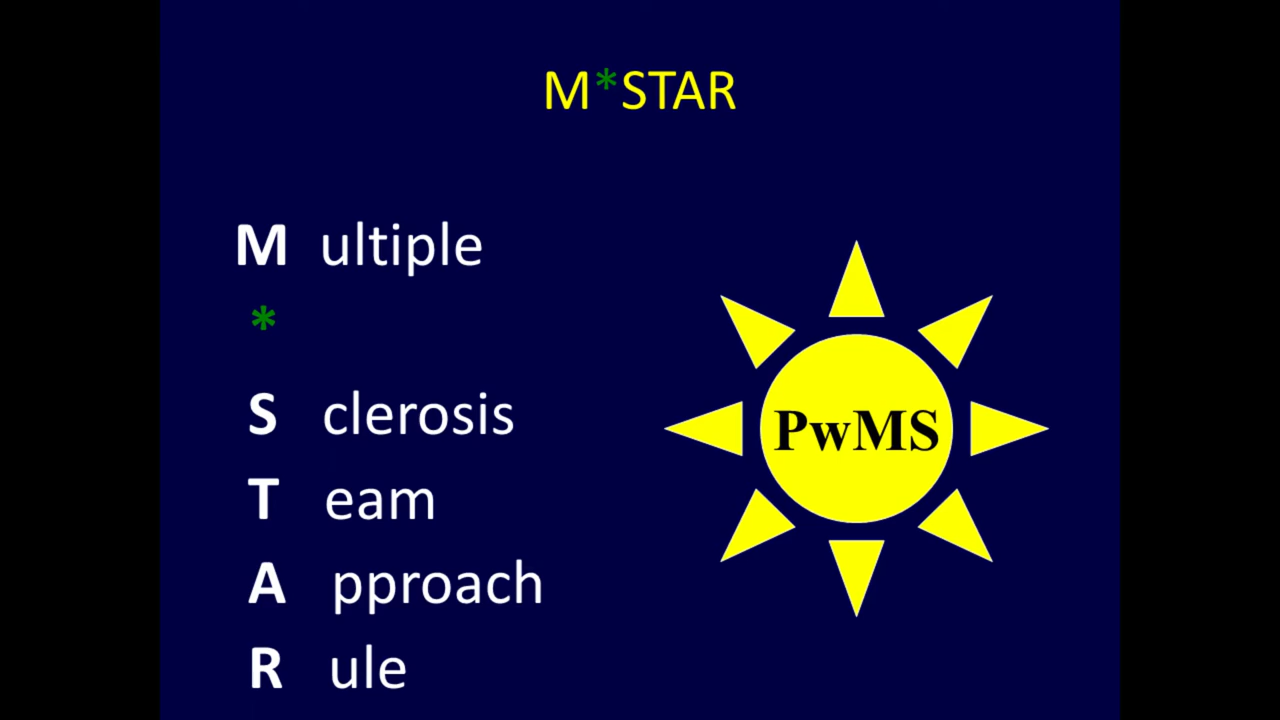 M*STAR
M ultiple
*
S clerosis
T eam
A pproach
R ule
PwMS